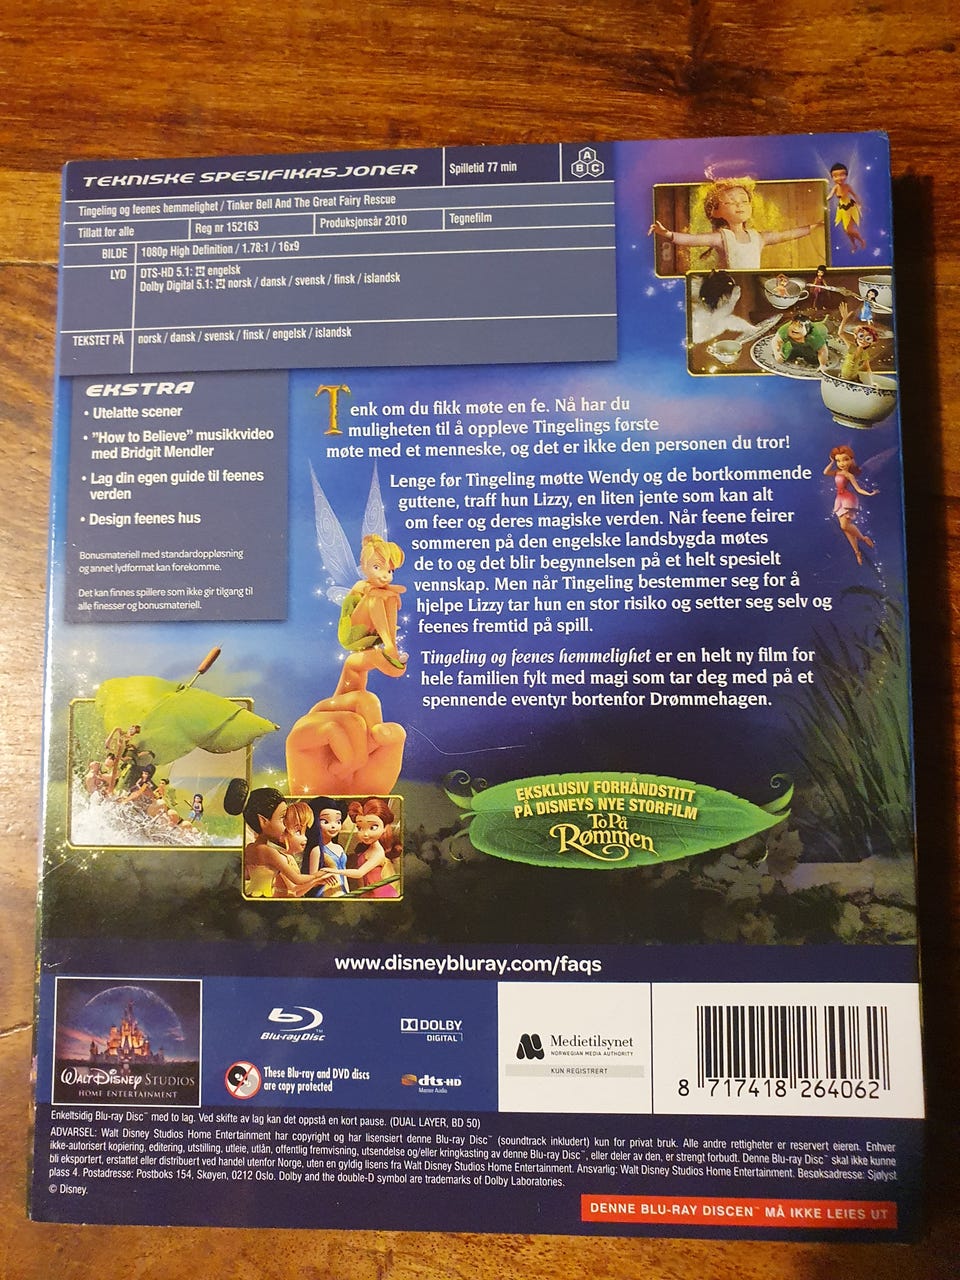 TEKNISKE SPESIFIKASJONER
Spilletid 77 min
A
B C
Tingeling og feenes hemmelighet / Tinker Bell And The Great Fairy Rescue
Tillatt for alle
Reg nr 152163
Produksjonsår 2010
Tegnefilm
BILDE
1080p High Definition / 1.78:1 / 16x9
LYD
DTS-HD 5.1: engelsk
Dolby Digital 5.1: norsk / dansk / svensk / finsk / islandsk
TEKSTET PÅ
norsk / dansk / svensk / finsk / engelsk / islandsk
EKSTRA
• Utelatte scener
• "How to Believe" musikkvideo
med Bridgit Mendler
• Lag din egen guide til feenes
verden
• Design feenes hus
Bonusmateriell med standardoppløsning
og annet lydformat kan forekomme.
Det kan finnes spillere som ikke gir tilgang til
alle finesser og bonusmateriell.
Tenk om du fikk møte en fe. Nå har du
muligheten til å oppleve Tingelings første
møte med et menneske, og det er ikke den personen du tror!
Lenge før Tingeling møtte Wendy og de bortkommende
guttene, traff hun Lizzy, en liten jente som kan alt
om feer og deres magiske verden. Når feene feirer
sommeren på den engelske landsbygda møtes
de to og det blir begynnelsen på et helt spesielt
vennskap. Men når Tingeling bestemmer seg for å
hjelpe Lizzy tar hun en stor risiko og setter seg selv og
feenes fremtid på spill.
Tingeling og feenes hemmelighet er en helt ny film for
hele familien fylt med magi som tar deg med på et
spennende eventyr bortenfor Drømmehagen.
EKSKLUSIV FORHÅNDSTITT
PÅ DISNEYS NYE STORFILM
To På
Rømmen
www.disneybluray.com/faqs
WALT DISNEY STUDIOS
HOME ENTERTAINMENT
Blu-ray Disc™
These Blu-ray and DVD discs
are copy protected
DOLBY
DIGITAL
dts-HD
Master Audio
Medietilsynet
NORWEGIAN MEDIA AUTHORITY
KUN REGISTRERT
8 717418 264062
Enkeltsidig Blu-ray Disc™ med to lag. Ved skifte av lag kan det oppstå en kort pause. (DUAL LAYER, BD 50)
ADVARSEL: Walt Disney Studios Home Entertainment har copyright og har lisensiert denne Blu-ray Disc™ (soundtrack inkludert) kun for privat bruk. Alle andre rettigheter er reservert eieren. Enhver
ikke-autorisert kopiering, editering, utstilling, utleie, utlån, offentlig fremvisning, utsendelse og/eller kringkasting av denne Blu-ray Disc™, eller deler av den, er strengt forbudt. Denne Blu-ray Disc™ skal ikke kunne
bli eksportert, erstattet eller distribuert ved handel utenfor Norge, uten en gyldig lisens fra Walt Disney Studios Home Entertainment. Ansvarlig: Walt Disney Studios Home Entertainment. Besøksadresse: Sjølyst
plass 4. Postadresse: Postboks 154, Skøyen, 0212 Oslo. Dolby and the double-D symbol are trademarks of Dolby Laboratories.
© Disney.
DENNE BLU-RAY DISCEN™ MÅ IKKE LEIES UT